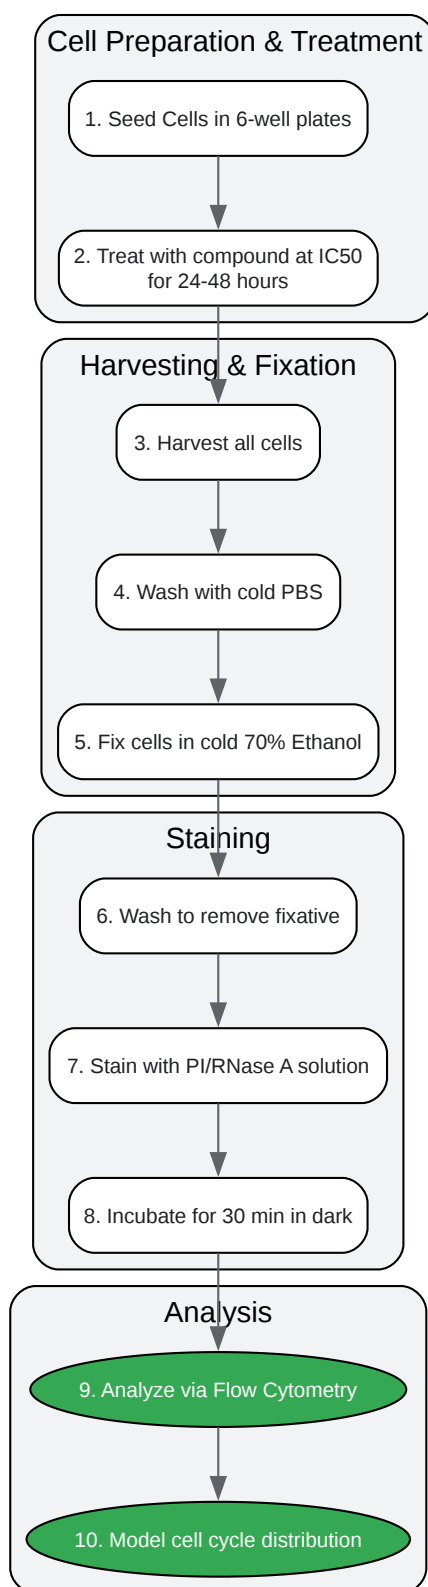 Cell Preparation & Treatment
1. Seed Cells in 6-well plates
2. Treat with compound at IC50
for 24-48 hours
Harvesting & Fixation
3. Harvest all cells
4. Wash with cold PBS
5. Fix cells in cold 70% Ethanol
Staining
6. Wash to remove fixative
7. Stain with PI/RNase A solution
8. Incubate for 30 min in dark
Analysis
9. Analyze via Flow Cytometry
10. Model cell cycle distribution